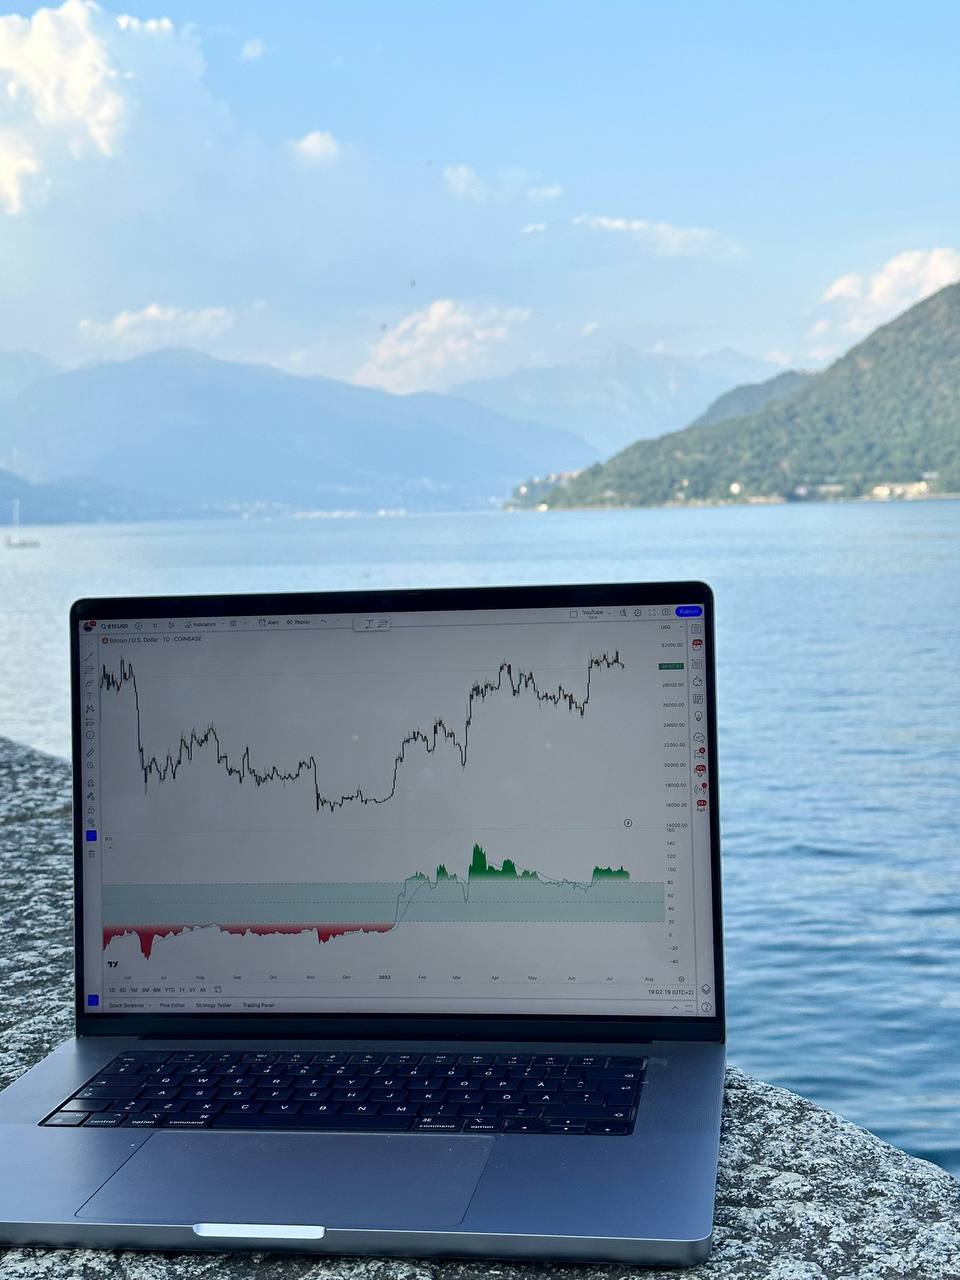 BTCUSD D Indicators Alert Replay YouTube Publish
Bitcoin / U.S. Dollar · 1D · COINBASE
USD
32000.00
28000.00
26000.00
24000.00
22000.00
20000.00
18000.00
16000.00
14000.00
160
140
120
100
80
60
40
20
0
-20
-40
Jul Aug Sep Oct Nov Dec 2023 Feb Mar Apr May Jun Jul Aug
1D 5D 1M 3M 6M YTD 1Y 5Y All
19:02:19 (UTC+2)
Stock Screener Pine Editor Strategy Tester Trading Panel
Q W E R T Y U I O P Å
A S D F G H J K L Ö Ä
Z X C V B N M
control option command command option